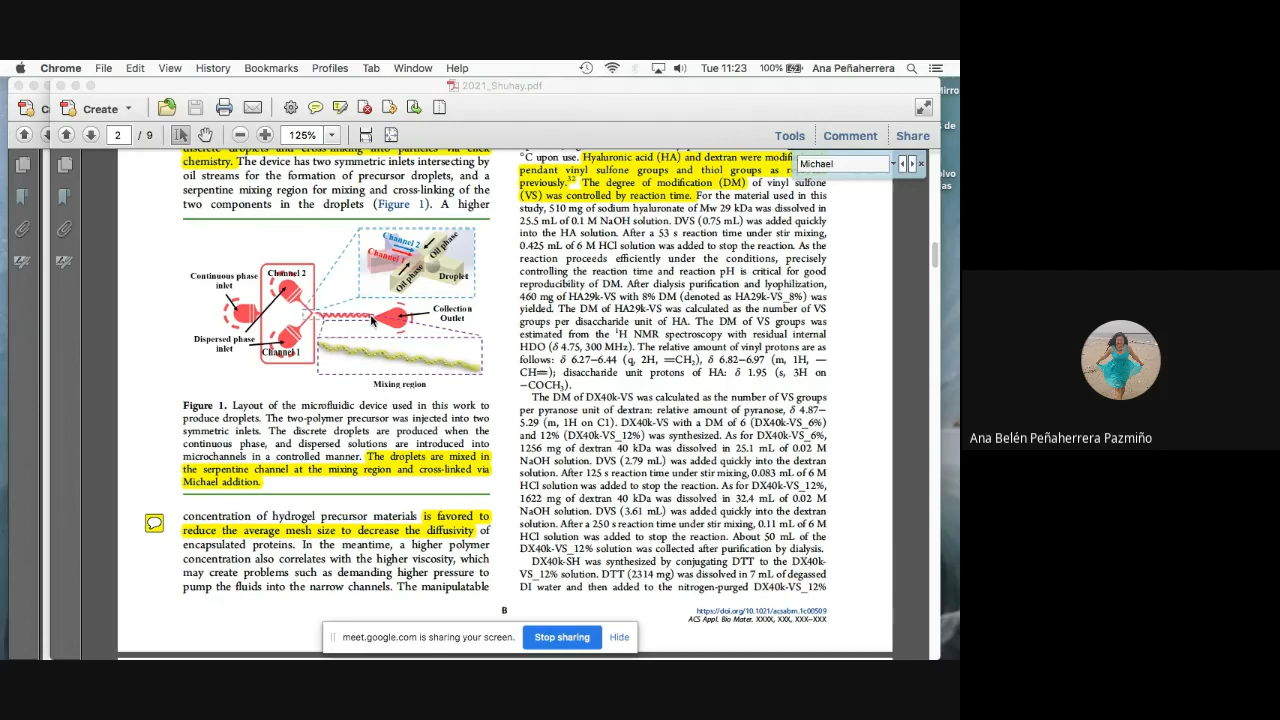 Chrome File Edit View History Bookmarks Profiles Tab Window Help Tue 11:23 100% Ana Peñaherrera
2021_Shuhay.pdf
Create
2 / 9 125% Tools Comment Share
Michael
discrete droplets and cross-linking into particles via click
chemistry. The device has two symmetric inlets intersecting by
oil streams for the formation of precursor droplets, and a
serpentine mixing region for mixing and cross-linking of the
two components in the droplets (Figure 1). A higher
Continuous phase
inlet
Channel 2
Dispersed phase
inlet
Channel 1
Channel 2
Channel 1
Oil phase
Oil phase
Droplet
Collection
Outlet
Mixing region
Figure 1. Layout of the microfluidic device used in this work to
produce droplets. The two-polymer precursor was injected into two
symmetric inlets. The discrete droplets are produced when the
continuous phase, and dispersed solutions are introduced into
microchannels in a controlled manner. The droplets are mixed in
the serpentine channel at the mixing region and cross-linked via
Michael addition.
concentration of hydrogel precursor materials is favored to
reduce the average mesh size to decrease the diffusivity of
encapsulated proteins. In the meantime, a higher polymer
concentration also correlates with the higher viscosity, which
may create problems such as demanding higher pressure to
pump the fluids into the narrow channels. The manipulatable
°C upon use. Hyaluronic acid (HA) and dextran were modifi
pendant vinyl sulfone groups and thiol groups as
previously.32 The degree of modification (DM) of vinyl sulfone
(VS) was controlled by reaction time. For the material used in this
study, 510 mg of sodium hyaluronate of Mw 29 kDa was dissolved in
25.5 mL of 0.1 M NaOH solution. DVS (0.75 mL) was added quickly
into the HA solution. After a 53 s reaction time under stir mixing,
0.425 mL of 6 M HCl solution was added to stop the reaction. As the
reaction proceeds efficiently under the conditions, precisely
controlling the reaction time and reaction pH is critical for good
reproducibility of DM. After dialysis purification and lyophilization,
460 mg of HA29k-VS with 8% DM (denoted as HA29k-VS_8%) was
yielded. The DM of HA29k-VS was calculated as the number of VS
groups per disaccharide unit of HA. The DM of VS groups was
estimated from the 1H NMR spectroscopy with residual internal
HDO (δ 4.75, 300 MHz). The relative amount of vinyl protons are as
follows: δ 6.27−6.44 (q, 2H, =CH2), δ 6.82−6.97 (m, 1H, —
CH=); disaccharide unit protons of HA: δ 1.95 (s, 3H on
−COCH3).
The DM of DX40k-VS was calculated as the number of VS groups
per pyranose unit of dextran: relative amount of pyranose, δ 4.87−
5.29 (m, 1H on C1). DX40k-VS with a DM of 6 (DX40k-VS_6%)
and 12% (DX40k-VS_12%) was synthesized. As for DX40k-VS_6%,
1256 mg of dextran 40 kDa was dissolved in 25.1 mL of 0.02 M
NaOH solution. DVS (2.79 mL) was added quickly into the dextran
solution. After 125 s reaction time under stir mixing, 0.083 mL of 6 M
HCl solution was added to stop the reaction. As for DX40k-VS_12%,
1622 mg of dextran 40 kDa was dissolved in 32.4 mL of 0.02 M
NaOH solution. DVS (3.61 mL) was added quickly into the dextran
solution. After a 250 s reaction time under stir mixing, 0.11 mL of 6 M
HCl solution was added to stop the reaction. About 50 mL of the
DX40k-VS_12% solution was collected after purification by dialysis.
DX40k-SH was synthesized by conjugating DTT to the DX40k-
VS_12% solution. DTT (2314 mg) was dissolved in 7 mL of degassed
DI water and then added to the nitrogen-purged DX40k-VS_12%
B
https://doi.org/10.1021/acsabm.1c00509
ACS Appl. Bio Mater. XXXX, XXX, XXX−XXX
meet.google.com is sharing your screen. Stop sharing Hide
Ana Belén Peñaherrera Pazmiño